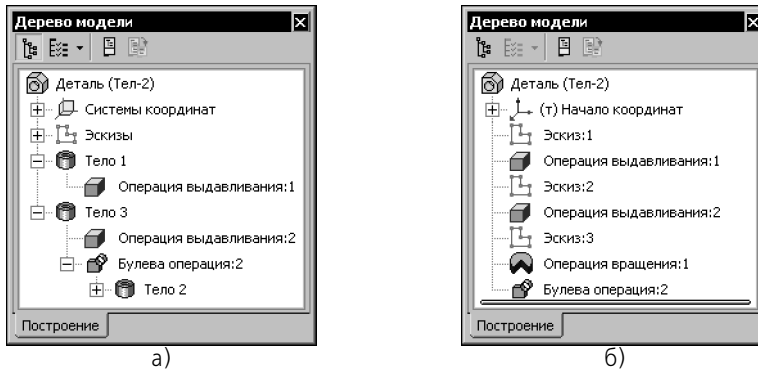 Дерево модели
Деталь (Тел-2)
Системы координат
Эскизы
Тело 1
Операция выдавливания:1
Тело 3
Операция выдавливания:2
Булева операция:2
Тело 2
Построение
а)
Дерево модели
Деталь (Тел-2)
(т) Начало координат
Эскиз:1
Операция выдавливания:1
Эскиз:2
Операция выдавливания:2
Эскиз:3
Операция вращения:1
Булева операция:2
Построение
б)